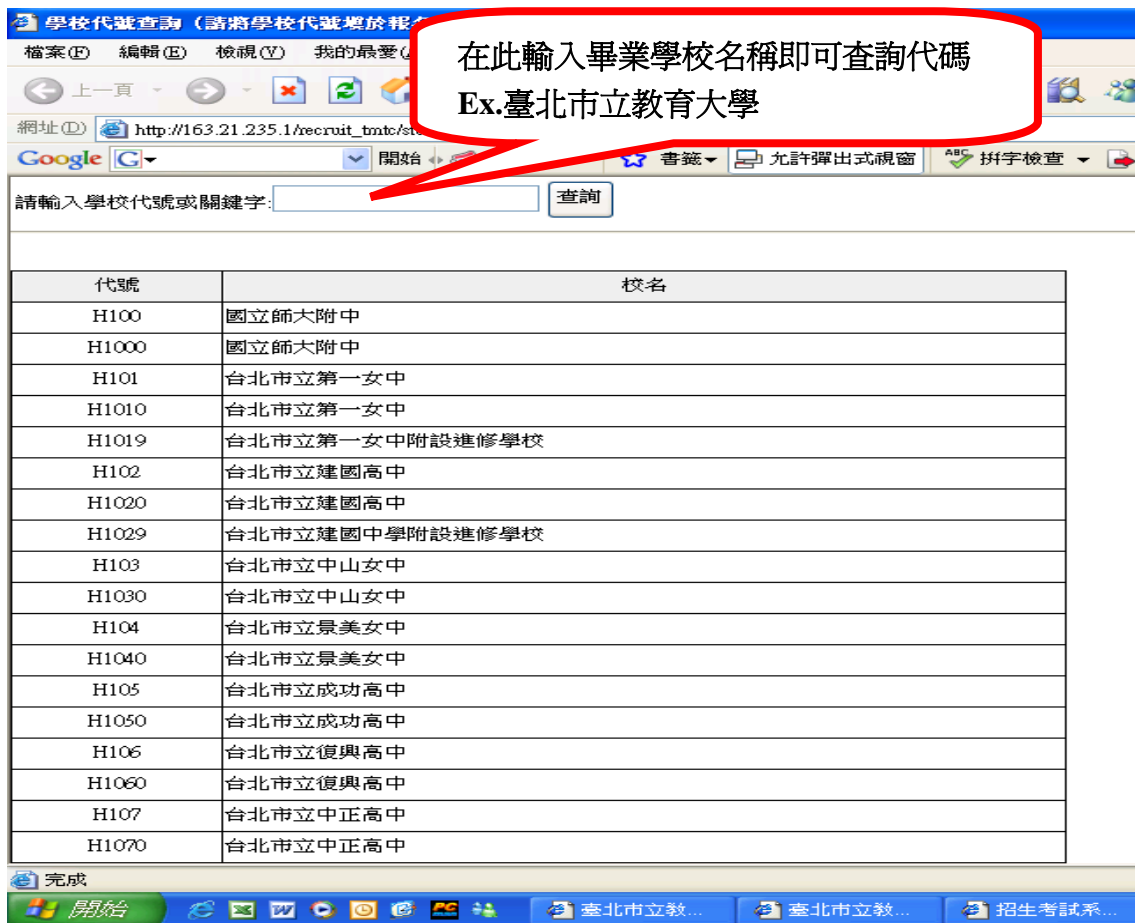 學校代號查詢（請將學校代號填於報名
在此輸入畢業學校名稱即可查詢代碼
Ex.臺北市立教育大學
檔案(F) 編輯(E) 檢視(V) 我的最愛(
上一頁
網址(D) http://163.21.235.1/recruit_tmtc/
Google G 開始 書籤 允許彈出式視窗 ABC 拼字檢查
請輸入學校代號或關鍵字: 查詢
代號 校名
H100 國立師大附中
H1000 國立師大附中
H101 台北市立第一女中
H1010 台北市立第一女中
H1019 台北市立第一女中附設進修學校
H102 台北市立建國高中
H1020 台北市立建國高中
H1029 台北市立建國中學附設進修學校
H103 台北市立中山女中
H1030 台北市立中山女中
H104 台北市立景美女中
H1040 台北市立景美女中
H105 台北市立成功高中
H1050 台北市立成功高中
H106 台北市立復興高中
H1060 台北市立復興高中
H107 台北市立中正高中
H1070 台北市立中正高中
完成
開始 臺北市立教... 臺北市立教... 招生考試系...